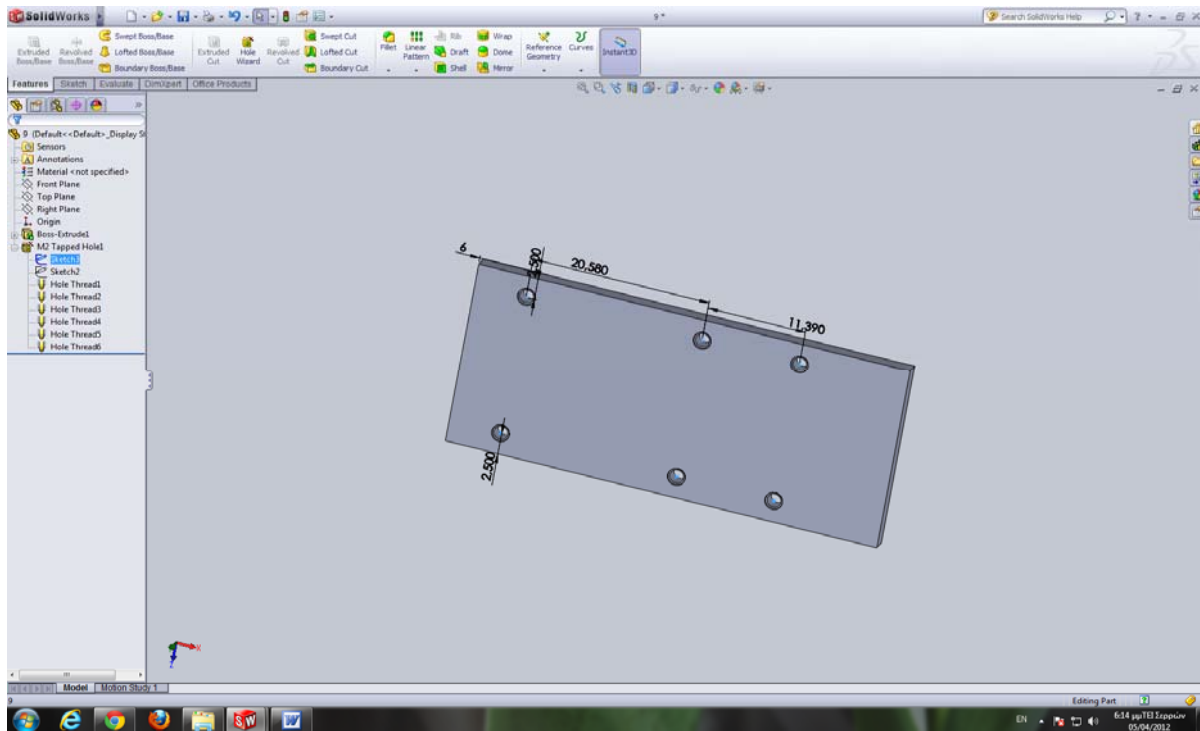 SolidWorks
9 *
Search SolidWorks Help
Extruded Boss/Base
Revolved Boss/Base
Swept Boss/Base
Lofted Boss/Base
Boundary Boss/Base
Extruded Cut
Hole Wizard
Revolved Cut
Swept Cut
Lofted Cut
Boundary Cut
Fillet
Linear Pattern
Rib
Draft
Shell
Wrap
Dome
Mirror
Reference Geometry
Curves
Instant3D
Features Sketch Evaluate DimXpert Office Products
9 (Default<<Default>_Display S
Sensors
Annotations
Material <not specified>
Front Plane
Top Plane
Right Plane
Origin
Boss-Extrude1
M2 Tapped Hole1
Sketch3
Sketch2
Hole Thread1
Hole Thread2
Hole Thread3
Hole Thread4
Hole Thread5
Hole Thread6
6
2,500
20,580
11,390
2,500
X
Z
Model Motion Study 1
9
Editing Part
EN
6:14 μμ ΤΕΙ Σερρών
05/04/2012